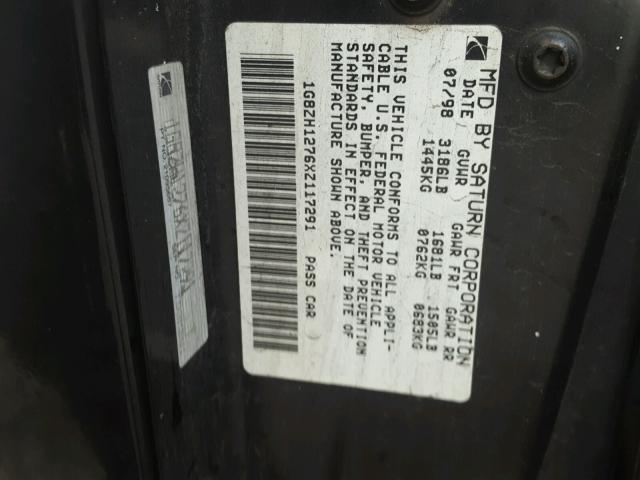 MFD BY SATURN CORPORATION
DATE GVWR GAWR FRT GAWR RR
07/98 3186LB 1681LB 1505LB
1445KG 0762KG 0683KG
THIS VEHICLE CONFORMS TO ALL APPLI-
CABLE U.S. FEDERAL MOTOR VEHICLE
SAFETY, BUMPER, AND THEFT PREVENTION
STANDARDS IN EFFECT ON THE DATE OF
MANUFACTURE SHOWN ABOVE.
1G8ZH1276XZ117291 PASS CAR